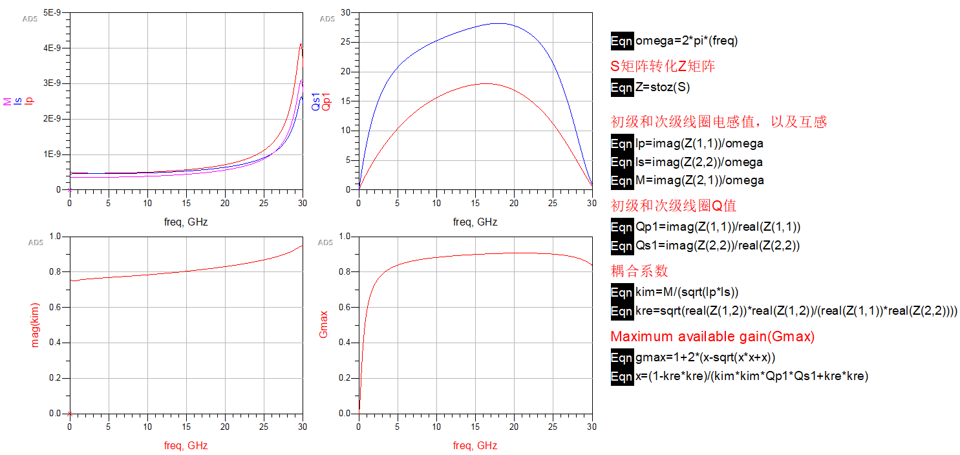 ADS
5E-9
4E-9
3E-9
2E-9
1E-9
0
M
ls
lp
0
5
10
15
20
25
30
freq, GHz
ADS
30
25
20
15
10
5
0
Qs1
Qp1
0
5
10
15
20
25
30
freq, GHz
ADS
1.0
0.8
0.6
0.4
0.2
0.0
mag(kim)
0
5
10
15
20
25
30
freq, GHz
ADS
1.0
0.8
0.6
0.4
0.2
0.0
Gmax
0
5
10
15
20
25
30
freq, GHz
Eqn omega=2*pi*(freq)
S矩阵转化Z矩阵
Eqn Z=stoz(S)
初级和次级线圈电感值，以及互感
Eqn lp=imag(Z(1,1))/omega
Eqn ls=imag(Z(2,2))/omega
Eqn M=imag(Z(2,1))/omega
初级和次级线圈Q值
Eqn Qp1=imag(Z(1,1))/real(Z(1,1))
Eqn Qs1=imag(Z(2,2))/real(Z(2,2))
耦合系数
Eqn kim=M/(sqrt(lp*ls))
Eqn kre=sqrt(real(Z(1,2))*real(Z(1,2))/(real(Z(1,1))*real(Z(2,2))))
Maximum available gain(Gmax)
Eqn gmax=1+2*(x-sqrt(x*x+x))
Eqn x=(1-kre*kre)/(kim*kim*Qp1*Qs1+kre*kre)